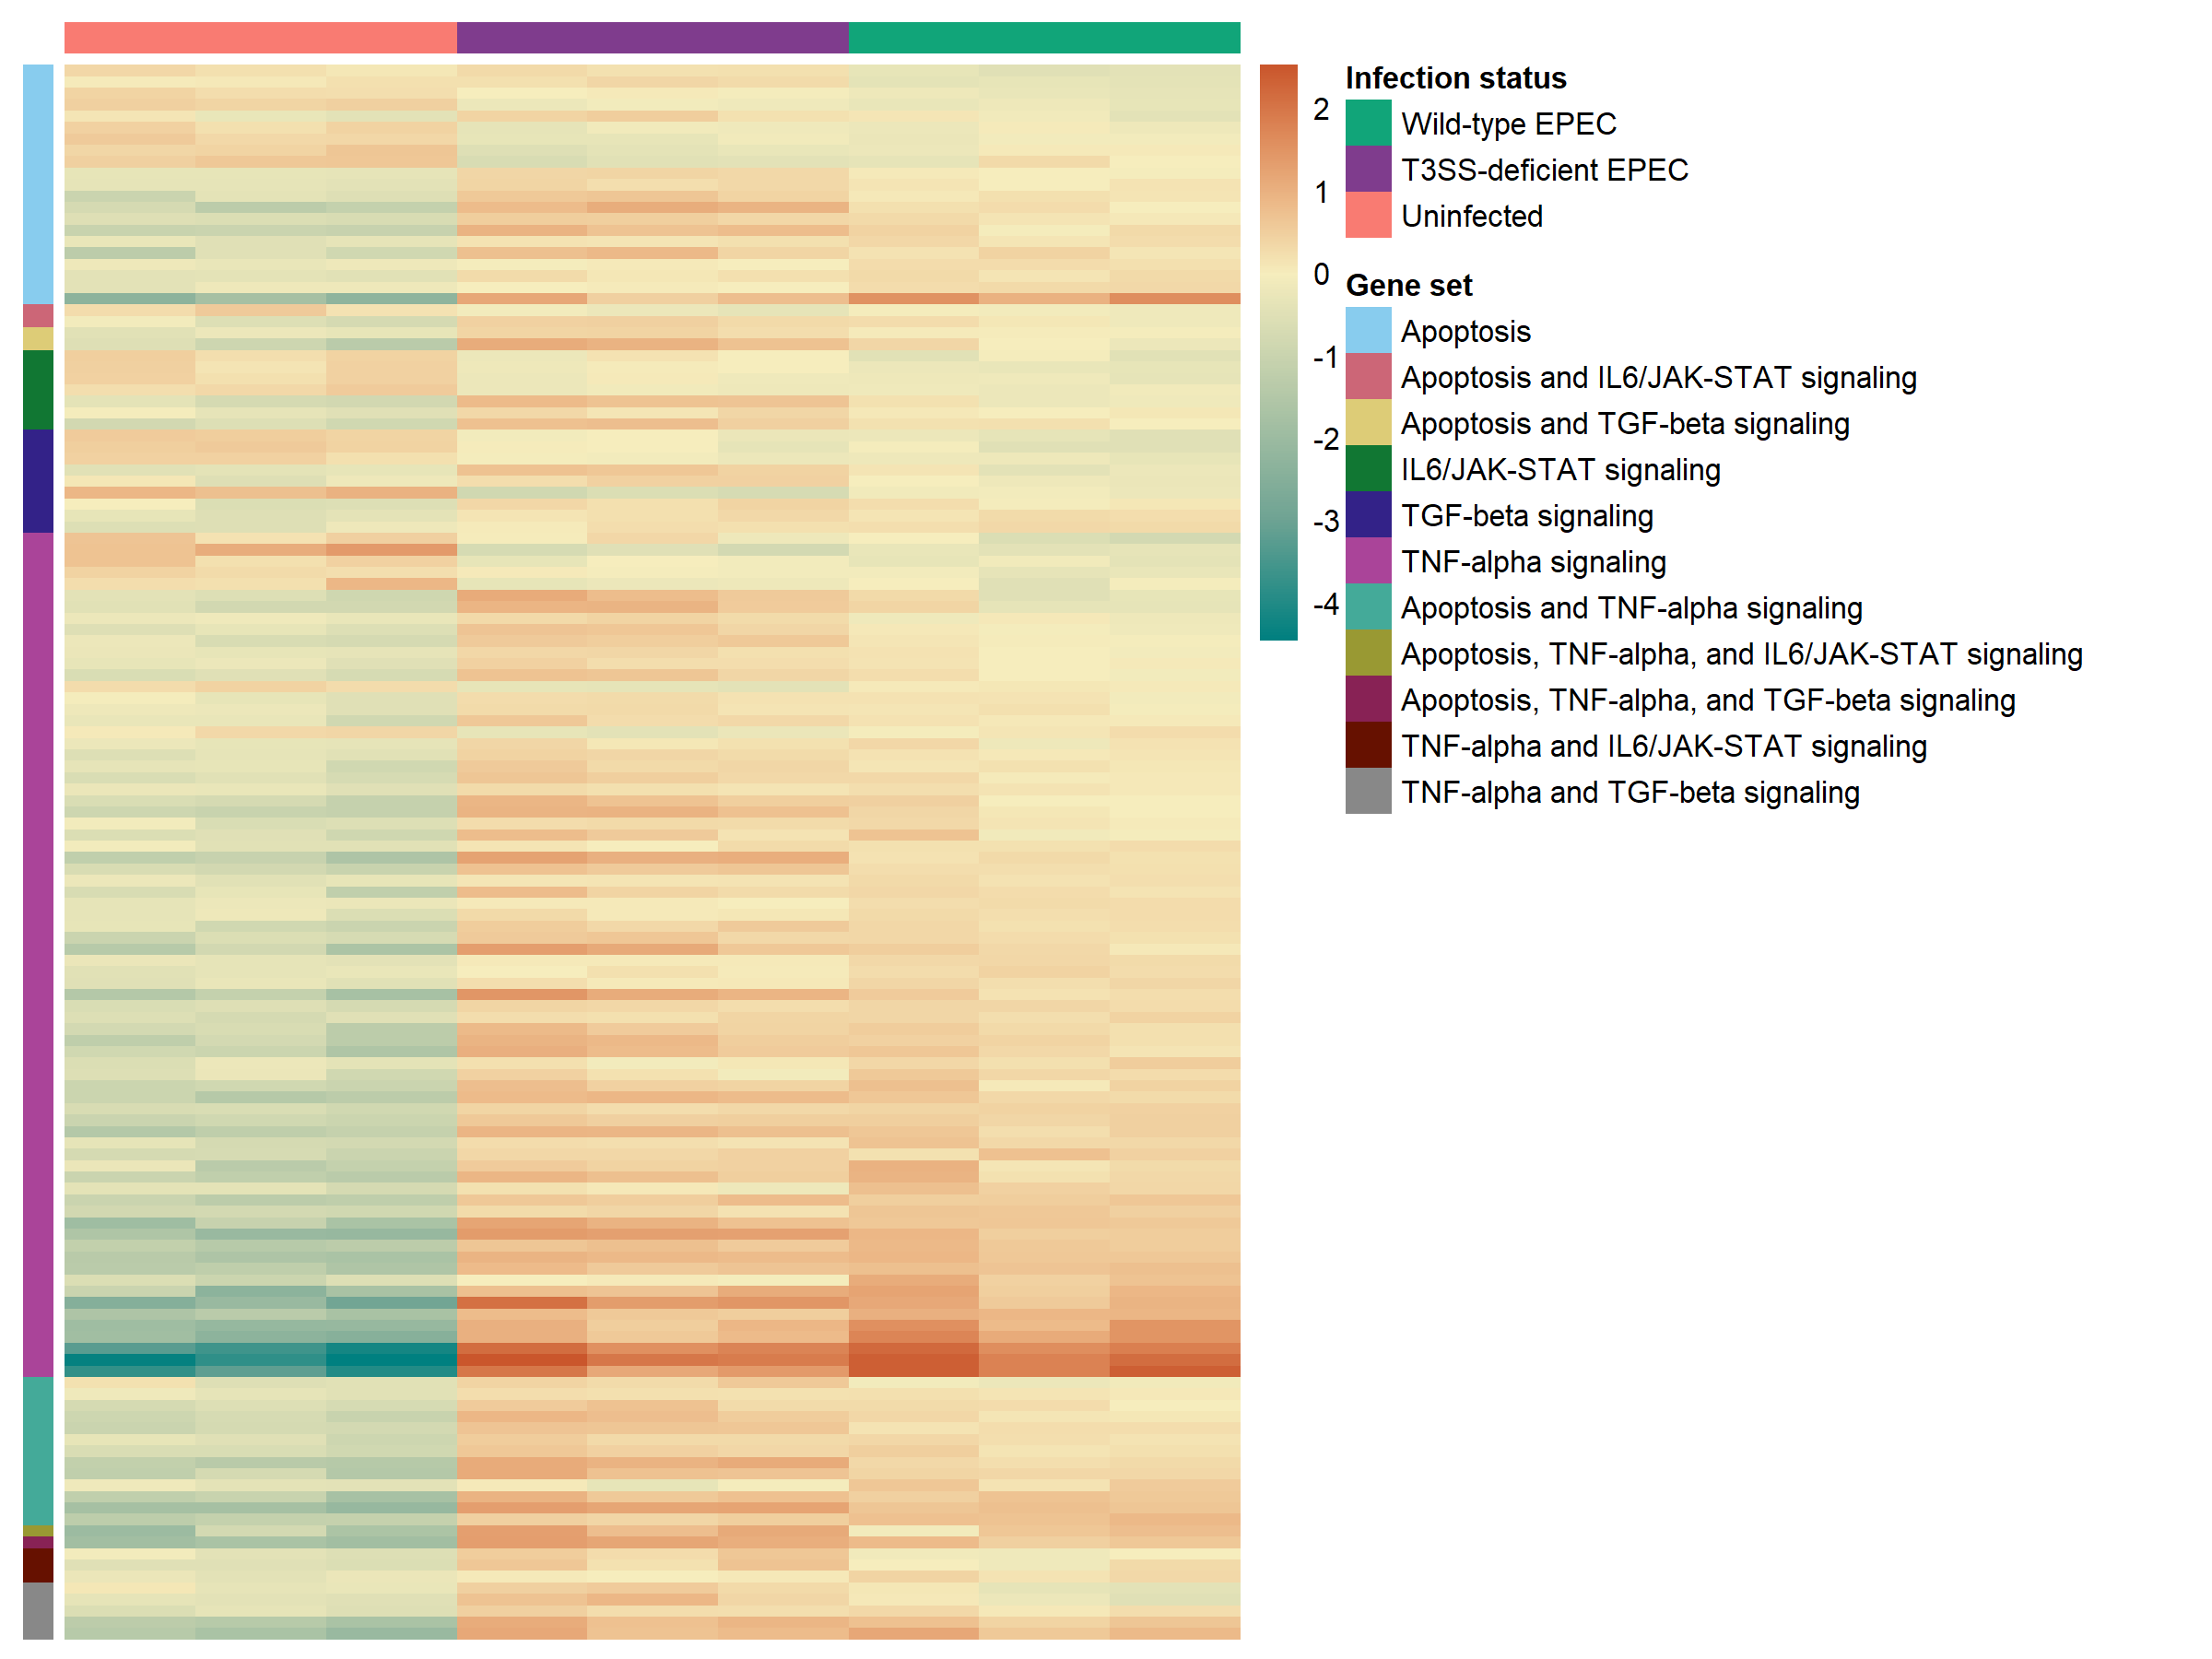 2
1
0
-1
-2
-3
-4
Infection status
Wild-type EPEC
T3SS-deficient EPEC
Uninfected
Gene set
Apoptosis
Apoptosis and IL6/JAK-STAT signaling
Apoptosis and TGF-beta signaling
IL6/JAK-STAT signaling
TGF-beta signaling
TNF-alpha signaling
Apoptosis and TNF-alpha signaling
Apoptosis, TNF-alpha, and IL6/JAK-STAT signaling
Apoptosis, TNF-alpha, and TGF-beta signaling
TNF-alpha and IL6/JAK-STAT signaling
TNF-alpha and TGF-beta signaling